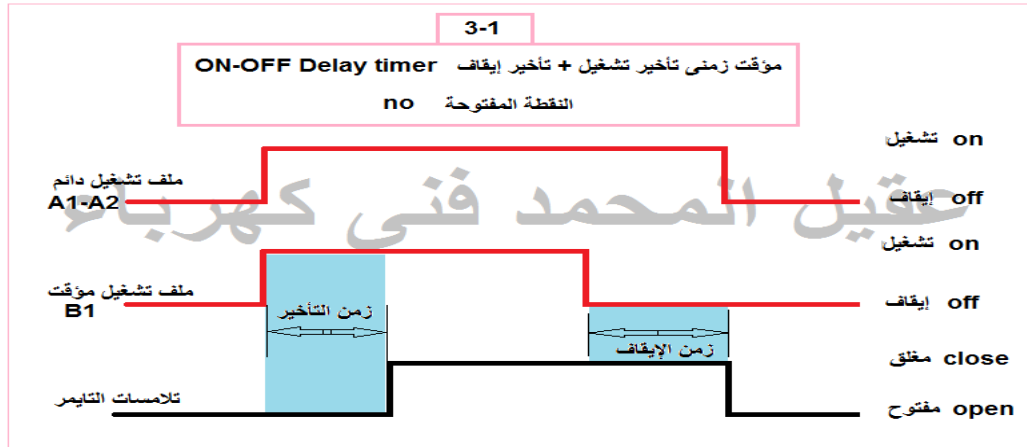 3-1
مؤقت زمنى تأخير تشغيل + تأخير إيقاف ON-OFF Delay timer
النقطة المفتوحة no
on تشغيل
ملف تشغيل دائم
A1-A2
off إيقاف
عقيل المحمد فني كهرباء
on تشغيل
ملف تشغيل مؤقت
B1
off إيقاف
زمن التأخير
زمن الإيقاف
close مغلق
تلامسات التايمر
open مفتوح